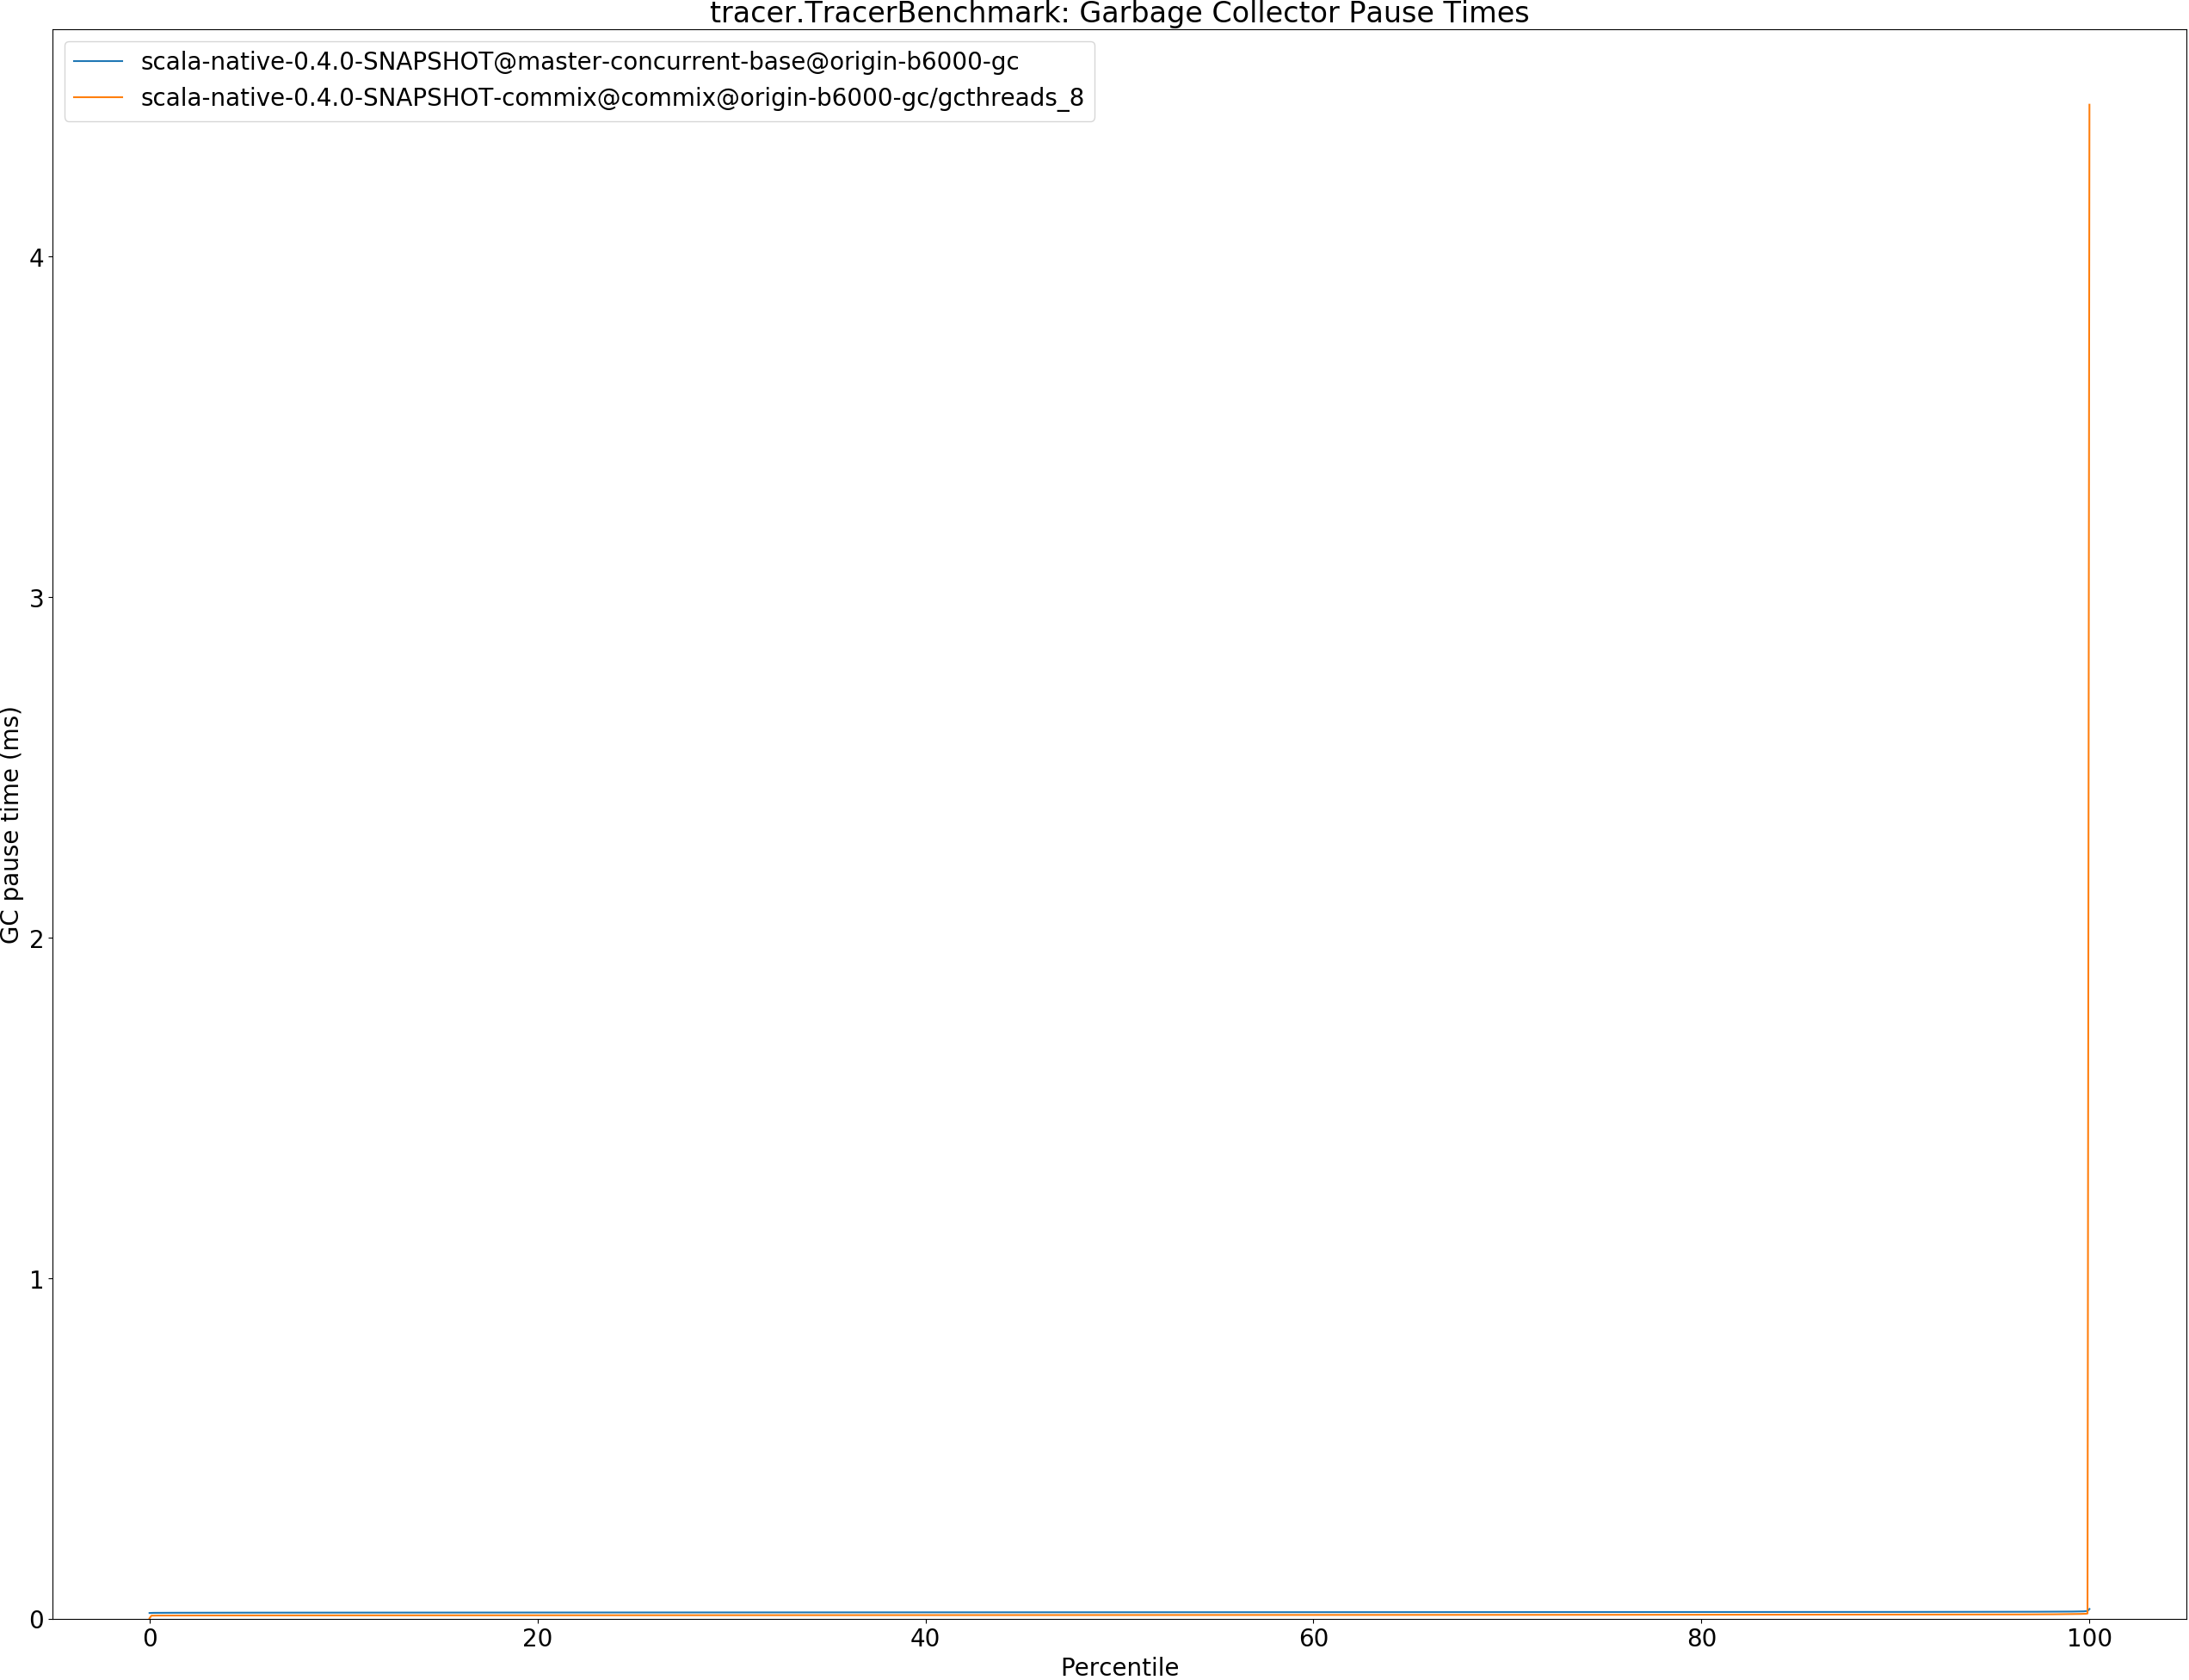 tracer.TracerBenchmark: Garbage Collector Pause Times
scala-native-0.4.0-SNAPSHOT@master-concurrent-base@origin-b6000-gc
scala-native-0.4.0-SNAPSHOT-commix@commix@origin-b6000-gc/gcthreads_8
GC pause time (ms)
4
3
2
1
0
0 20 40 60 80 100
Percentile